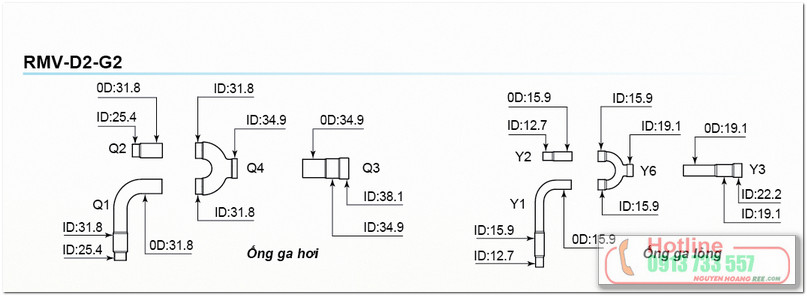 RMV-D2-G2
0D:31.8
ID:31.8
ID:25.4
ID:34.9
0D:34.9
Q2
Q4
Q3
Q1
ID:38.1
ID:31.8
ID:31.8
ID:34.9
ID:25.4
0D:31.8
Ống ga hơi
0D:15.9
ID:15.9
ID:12.7
ID:19.1
0D:19.1
Y2
Y6
Y3
Y1
ID:22.2
ID:15.9
ID:19.1
ID:15.9
0D:15.9
ID:12.7
Ống ga lỏng
Hotline
0913 733 557
NGUYEN HOANG REE .COM